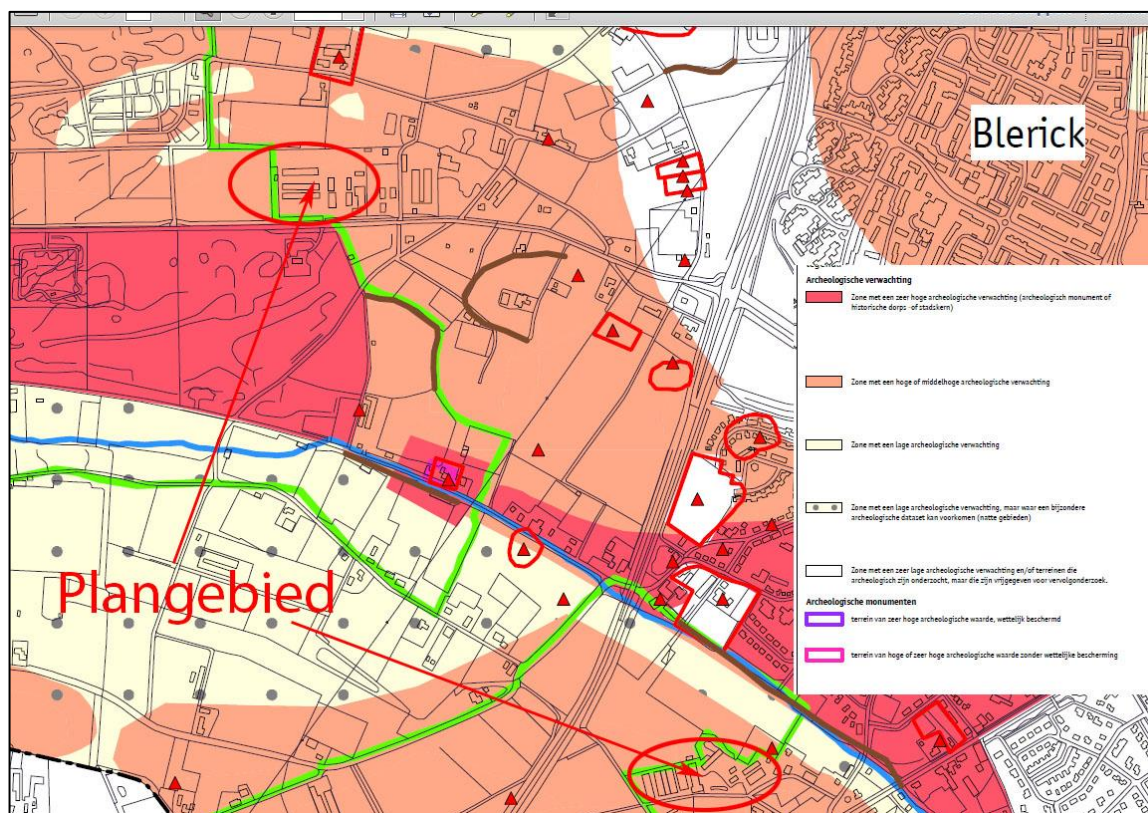 Blerick
Archeologische verwachting
Zone met een zeer hoge archeologische verwachting (archeologisch monument of
historische dorps- of stadskern)
Zone met een hoge of middelhoge archeologische verwachting
Zone met een lage archeologische verwachting
Zone met een lage archeologische verwachting, maar waar een bijzondere
archeologische dataset kan voorkomen (natte gebieden)
Zone met een zeer lage archeologische verwachting en/of terreinen die
archeologisch zijn onderzocht, maar die zijn vrijgegeven voor vervolgonderzoek.
Archeologische monumenten
terrein van zeer hoge archeologische waarde, wettelijk beschermd
terrein van hoge of zeer hoge archeologische waarde zonder wettelijke bescherming
Plangebied